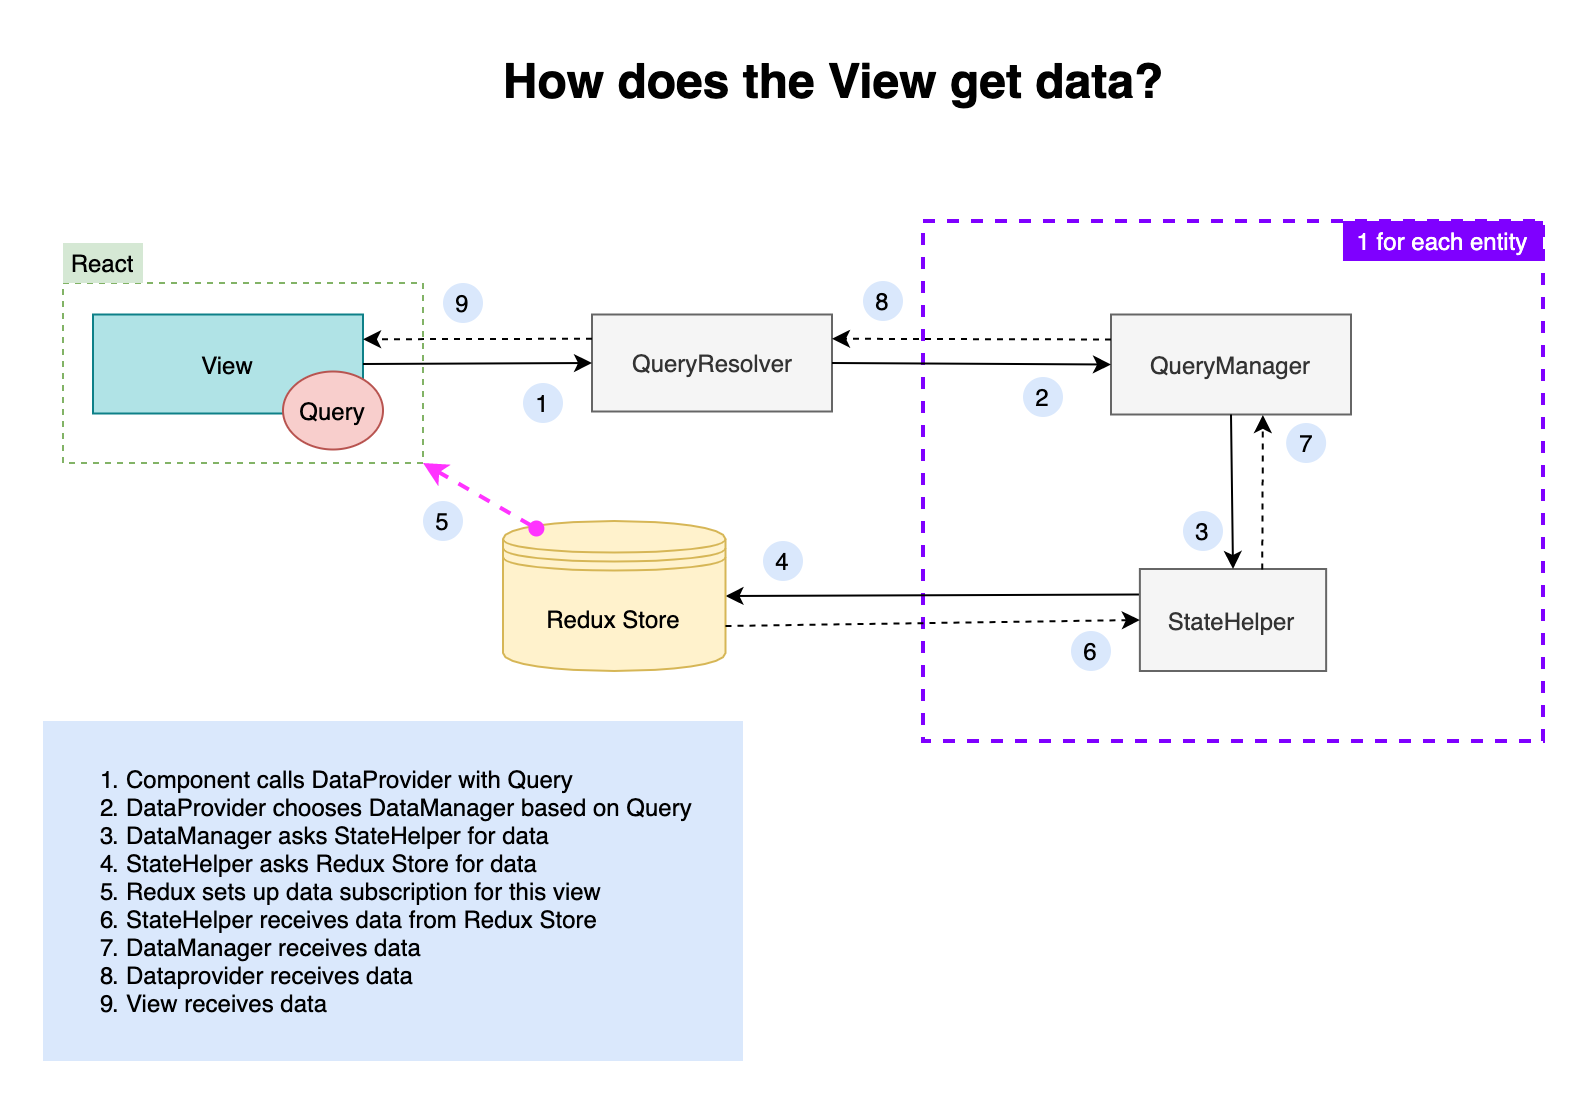 How does the View get data?
1 for each entity
React
9
8
View
Query
QueryResolver
QueryManager
1
2
7
5
3
4
Redux Store
StateHelper
6
1. Component calls DataProvider with Query
2. DataProvider chooses DataManager based on Query
3. DataManager asks StateHelper for data
4. StateHelper asks Redux Store for data
5. Redux sets up data subscription for this view
6. StateHelper receives data from Redux Store
7. DataManager receives data
8. Dataprovider receives data
9. View receives data